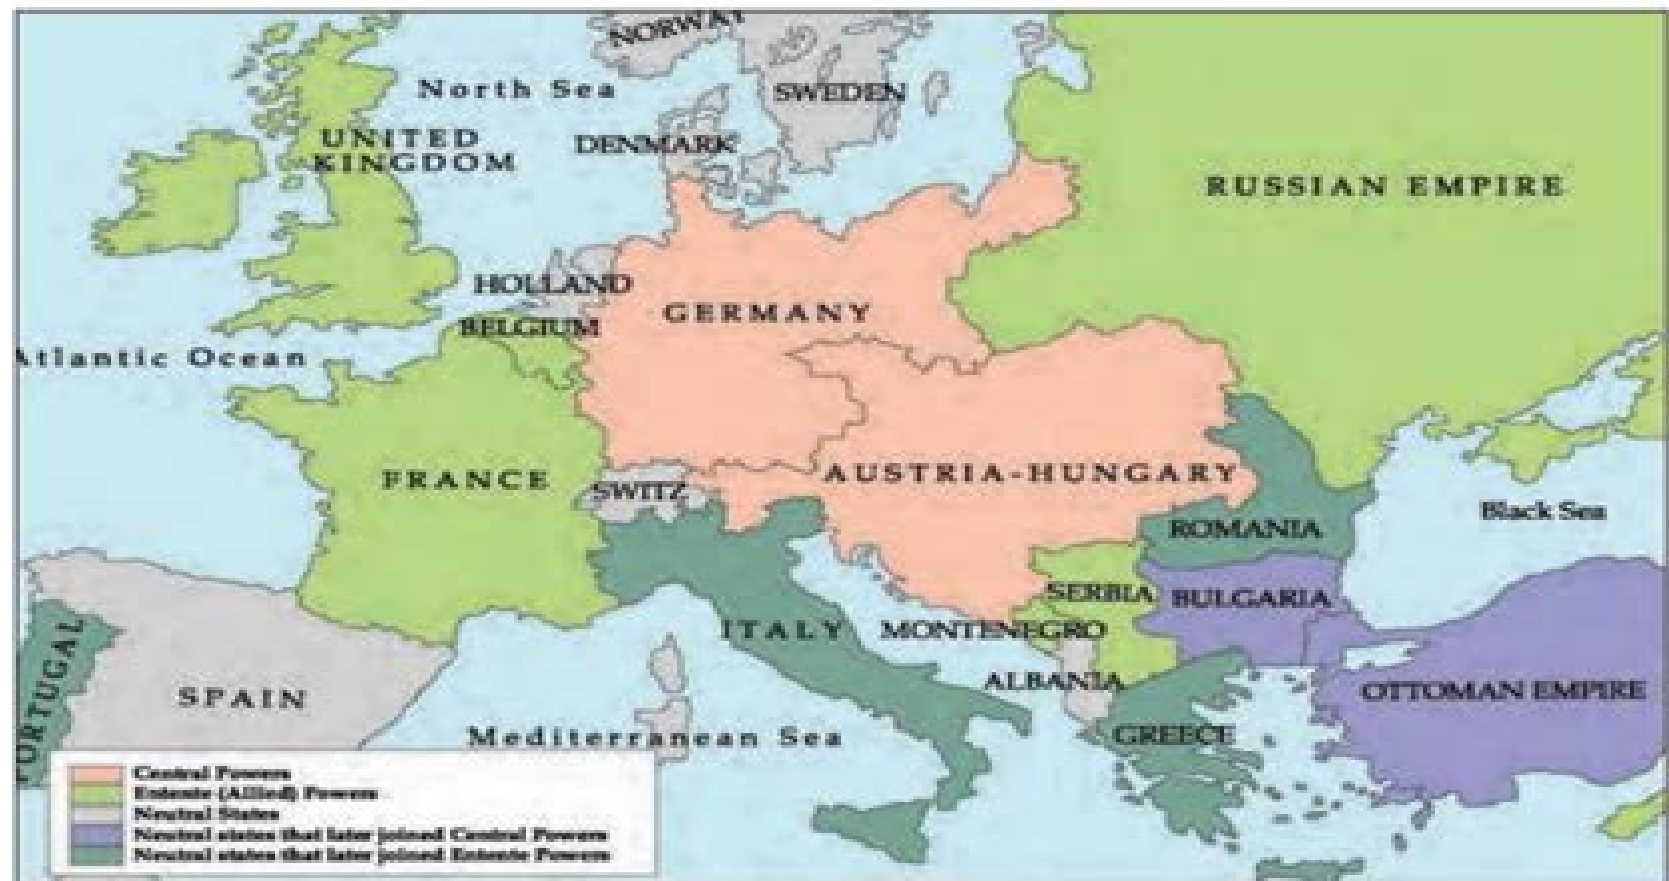 NORWAY
North Sea
SWEDEN
UNITED
KINGDOM
DENMARK
RUSSIAN EMPIRE
HOLLAND
GERMANY
BELGIUM
Atlantic Ocean
FRANCE
SWITZ
AUSTRIA-HUNGARY
Black Sea
ROMANIA
SERBIA
BULGARIA
ITALY
MONTENEGRO
PORTUGAL
SPAIN
ALBANIA
OTTOMAN EMPIRE
Mediterranean Sea
GREECE
Central Powers
Entente (Allied) Powers
Neutral States
Neutral states that later joined Central Powers
Neutral states that later joined Entente Powers